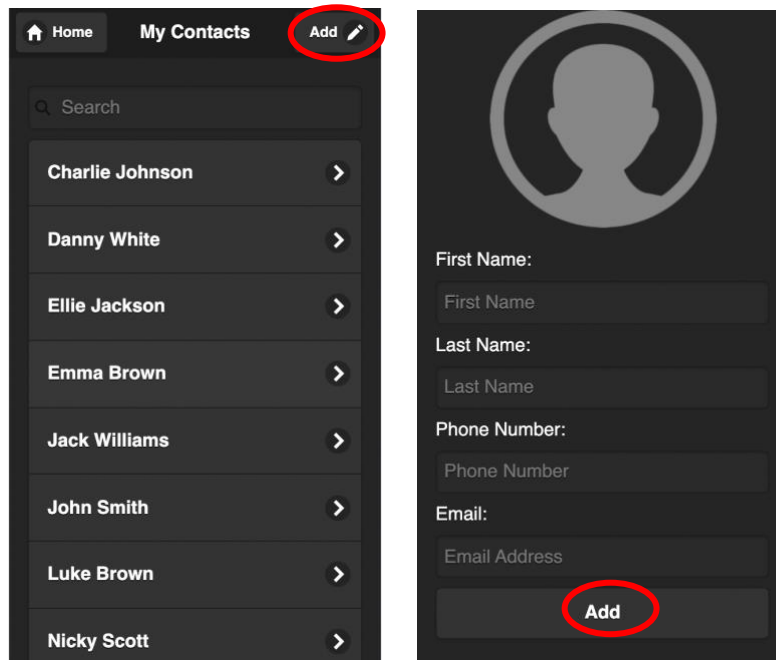 Home My Contacts Add
Search
Charlie Johnson
Danny White
Ellie Jackson
Emma Brown
Jack Williams
John Smith
Luke Brown
Nicky Scott
First Name:
First Name
Last Name:
Last Name
Phone Number:
Phone Number
Email:
Email Address
Add